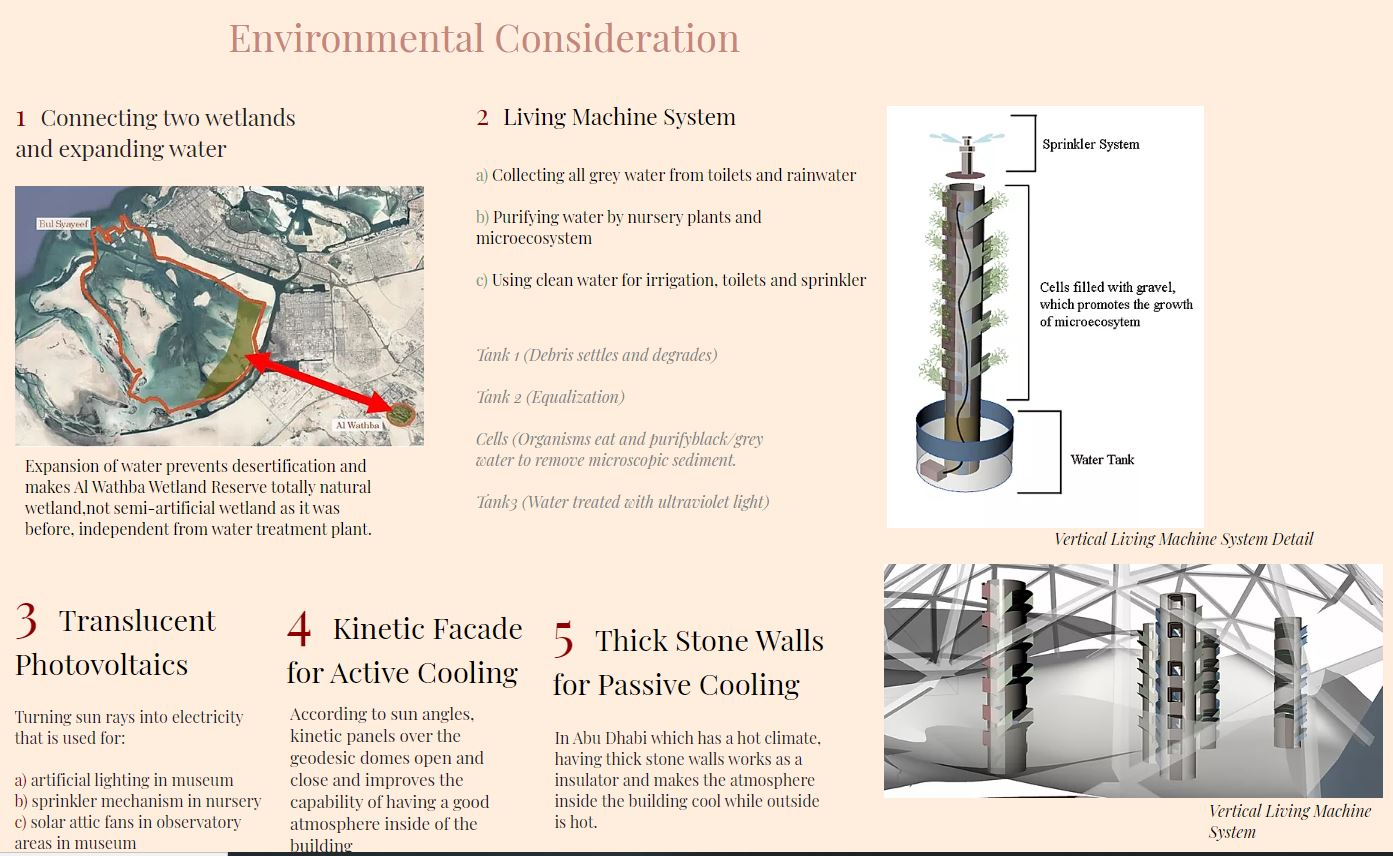 Environmental Consideration
1 Connecting two wetlands
and expanding water
Bul Syayeef
Al Wathba
Expansion of water prevents desertification and
makes Al Wathba Wetland Reserve totally natural
wetland,not semi-artificial wetland as it was
before, independent from water treatment plant.
2 Living Machine System
a) Collecting all grey water from toilets and rainwater
b) Purifying water by nursery plants and
microecosystem
c) Using clean water for irrigation, toilets and sprinkler
Tank 1 (Debris settles and degrades)
Tank 2 (Equalization)
Cells (Organisms eat and purifyblack/grey
water to remove microscopic sediment.
Tank3 (Water treated with ultraviolet light)
Sprinkler System
Cells filled with gravel,
which promotes the growth
of microecosytem
Water Tank
Vertical Living Machine System Detail
3 Translucent
Photovoltaics
Turning sun rays into electricity
that is used for:
a) artificial lighting in museum
b) sprinkler mechanism in nursery
c) solar attic fans in observatory
areas in museum
4 Kinetic Facade
for Active Cooling
According to sun angles,
kinetic panels over the
geodesic domes open and
close and improves the
capability of having a good
atmosphere inside of the
building
5 Thick Stone Walls
for Passive Cooling
In Abu Dhabi which has a hot climate,
having thick stone walls works as a
insulator and makes the atmosphere
inside the building cool while outside
is hot.
Vertical Living Machine
System